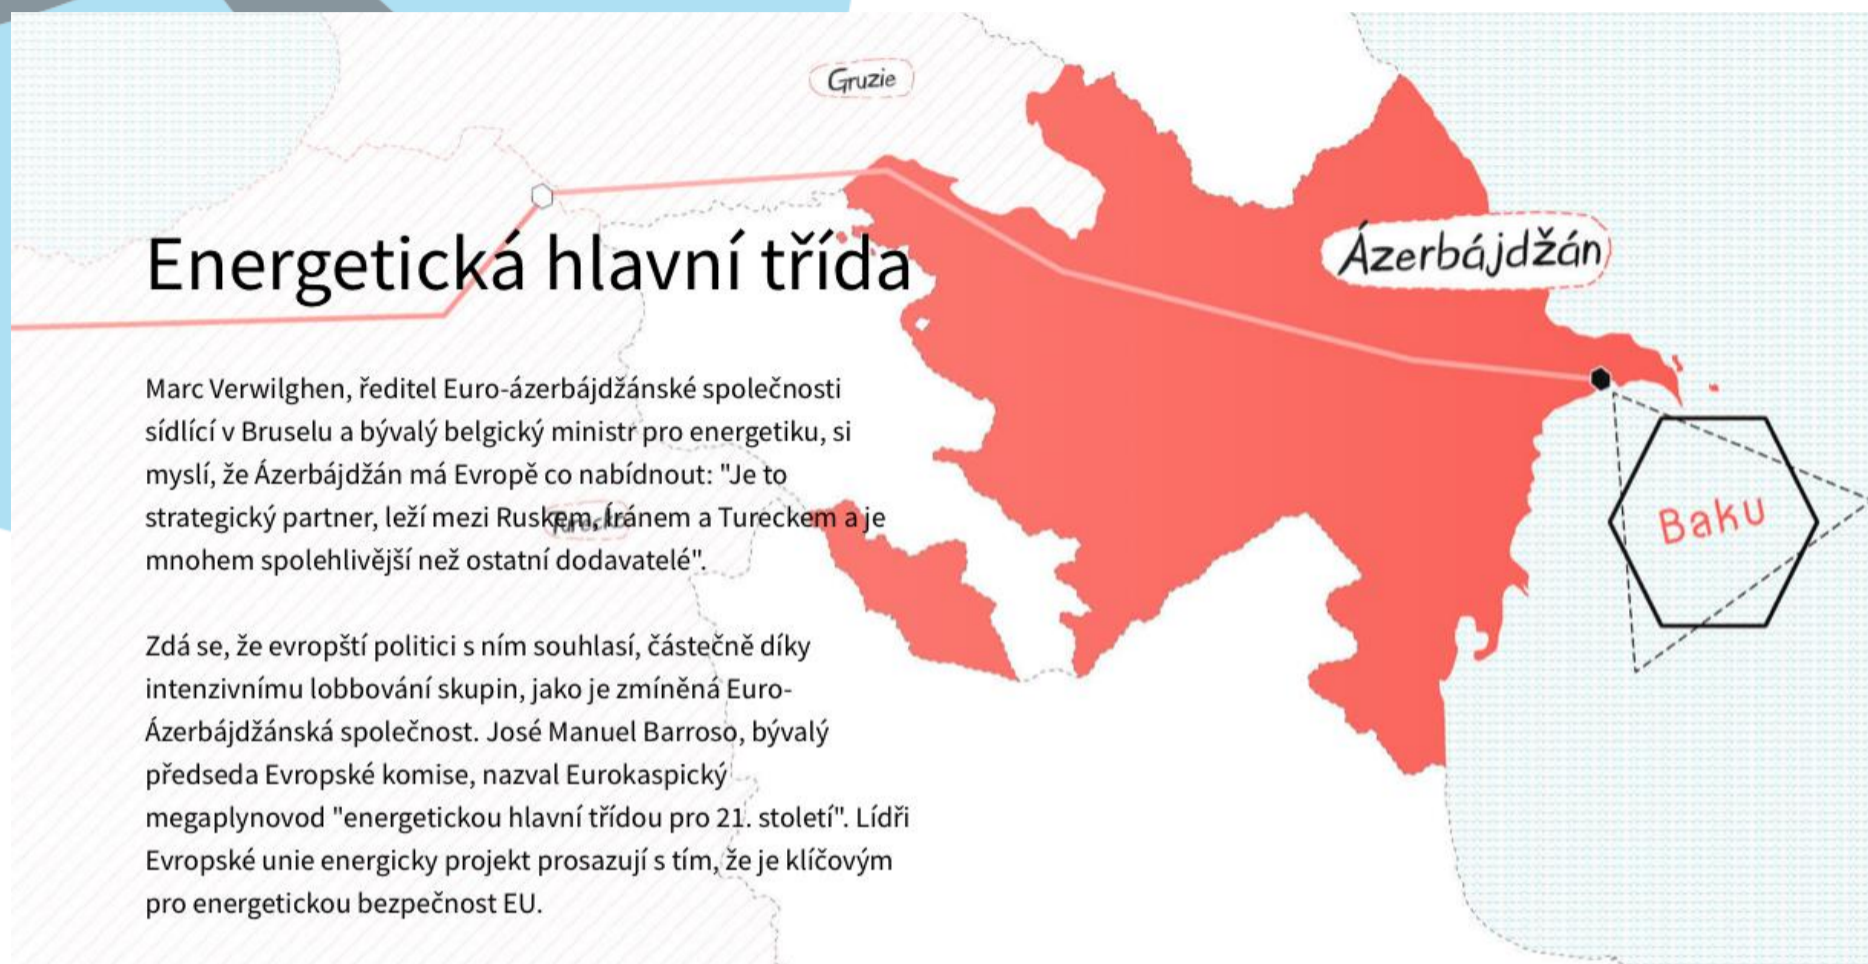 Gruzie
Ázerbájdžán
Energetická hlavní třída
Marc Verwilghen, ředitel Euro-ázerbájdžánské společnosti
sídlící v Bruselu a bývalý belgický ministr pro energetiku, si
myslí, že Ázerbájdžán má Evropě co nabídnout: "Je to
strategický partner, leží mezi Ruskem, Íránem a Tureckem a je
mnohem spolehlivější než ostatní dodavatelé".
Baku
Zdá se, že evropští politici s ním souhlasí, částečně díky
intenzivnímu lobbování skupin, jako je zmíněná Euro-
Ázerbájdžánská společnost. José Manuel Barroso, bývalý
předseda Evropské komise, nazval Eurokaspický
megaplynovod "energetickou hlavní třídou pro 21. století". Lídři
Evropské unie energicky projekt prosazují s tím, že je klíčovým
pro energetickou bezpečnost EU.